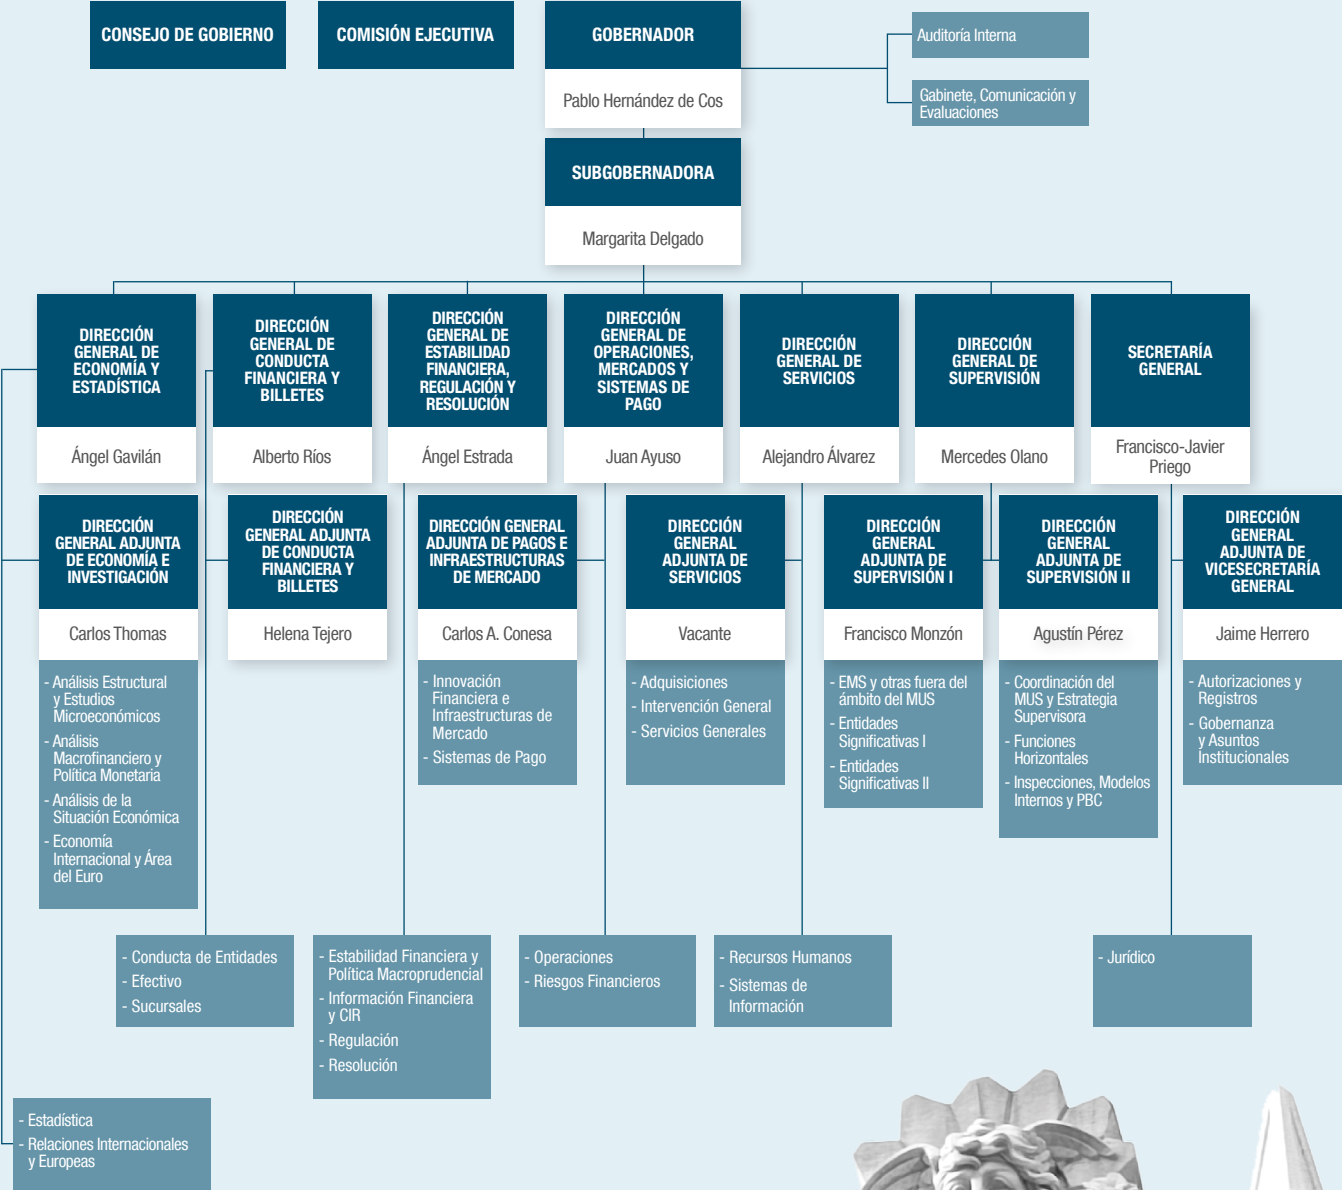 CONSEJO DE GOBIERNO
COMISIÓN EJECUTIVA
GOBERNADOR
Pablo Hernández de Cos
Auditoría Interna
Gabinete, Comunicación y
Evaluaciones
SUBGOBERNADORA
Margarita Delgado
DIRECCIÓN
GENERAL DE
ECONOMÍA Y
ESTADÍSTICA
Ángel Gavilán
DIRECCIÓN
GENERAL DE
CONDUCTA
FINANCIERA Y
BILLETES
Alberto Ríos
DIRECCIÓN
GENERAL DE
ESTABILIDAD
FINANCIERA,
REGULACIÓN Y
RESOLUCIÓN
Ángel Estrada
DIRECCIÓN
GENERAL DE
OPERACIONES,
MERCADOS Y
SISTEMAS DE
PAGO
Juan Ayuso
DIRECCIÓN
GENERAL DE
SERVICIOS
Alejandro Álvarez
DIRECCIÓN
GENERAL DE
SUPERVISIÓN
Mercedes Olano
SECRETARÍA
GENERAL
Francisco-Javier
Priego
DIRECCIÓN
GENERAL ADJUNTA
DE ECONOMÍA E
INVESTIGACIÓN
Carlos Thomas
- Análisis Estructural
y Estudios
Microeconómicos
- Análisis
Macrofinanciero y
Política Monetaria
- Análisis de la
Situación Económica
- Economía
Internacional y Área
del Euro
DIRECCIÓN
GENERAL ADJUNTA
DE CONDUCTA
FINANCIERA Y
BILLETES
Helena Tejero
DIRECCIÓN GENERAL
ADJUNTA DE PAGOS E
INFRAESTRUCTURAS
DE MERCADO
Carlos A. Conesa
- Innovación
Financiera e
Infraestructuras de
Mercado
- Sistemas de Pago
DIRECCIÓN
GENERAL
ADJUNTA DE
SERVICIOS
Vacante
- Adquisiciones
- Intervención General
- Servicios Generales
DIRECCIÓN
GENERAL
ADJUNTA DE
SUPERVISIÓN I
Francisco Monzón
- EMS y otras fuera del
ámbito del MUS
- Entidades
Significativas I
- Entidades
Significativas II
DIRECCIÓN
GENERAL
ADJUNTA DE
SUPERVISIÓN II
Agustín Pérez
- Coordinación del
MUS y Estrategia
Supervisora
- Funciones
Horizontales
- Inspecciones, Modelos
Internos y PBC
DIRECCIÓN
GENERAL
ADJUNTA DE
VICESECRETARÍA
GENERAL
Jaime Herrero
- Autorizaciones y
Registros
- Gobernanza
y Asuntos
Institucionales
- Conducta de Entidades
- Efectivo
- Sucursales
- Estabilidad Financiera y
Política Macroprudencial
- Información Financiera
y CIR
- Regulación
- Resolución
- Operaciones
- Riesgos Financieros
- Recursos Humanos
- Sistemas de
Información
- Jurídico
- Estadística
- Relaciones Internacionales
y Europeas